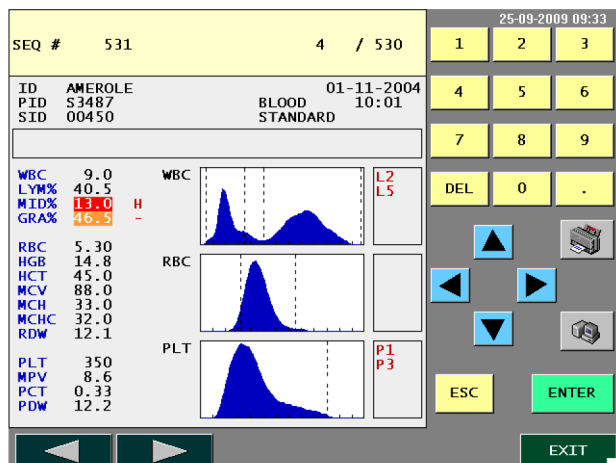 25-09-2009 09:33
SEQ # 531 4 / 530
ID AMEROLE 01-11-2004
PID S3487 BLOOD 10:01
SID 00450 STANDARD
WBC 9.0
LYM% 40.5
MID% 13.0 H
GRA% 46.5 -
RBC 5.30
HGB 14.8
HCT 45.0
MCV 88.0
MCH 33.0
MCHC 32.0
RDW 12.1
PLT 350
MPV 8.6
PCT 0.33
PDW 12.2
WBC
L2
L5
RBC
PLT
P1
P3
1 2 3
4 5 6
7 8 9
DEL 0 .
ESC ENTER
EXIT